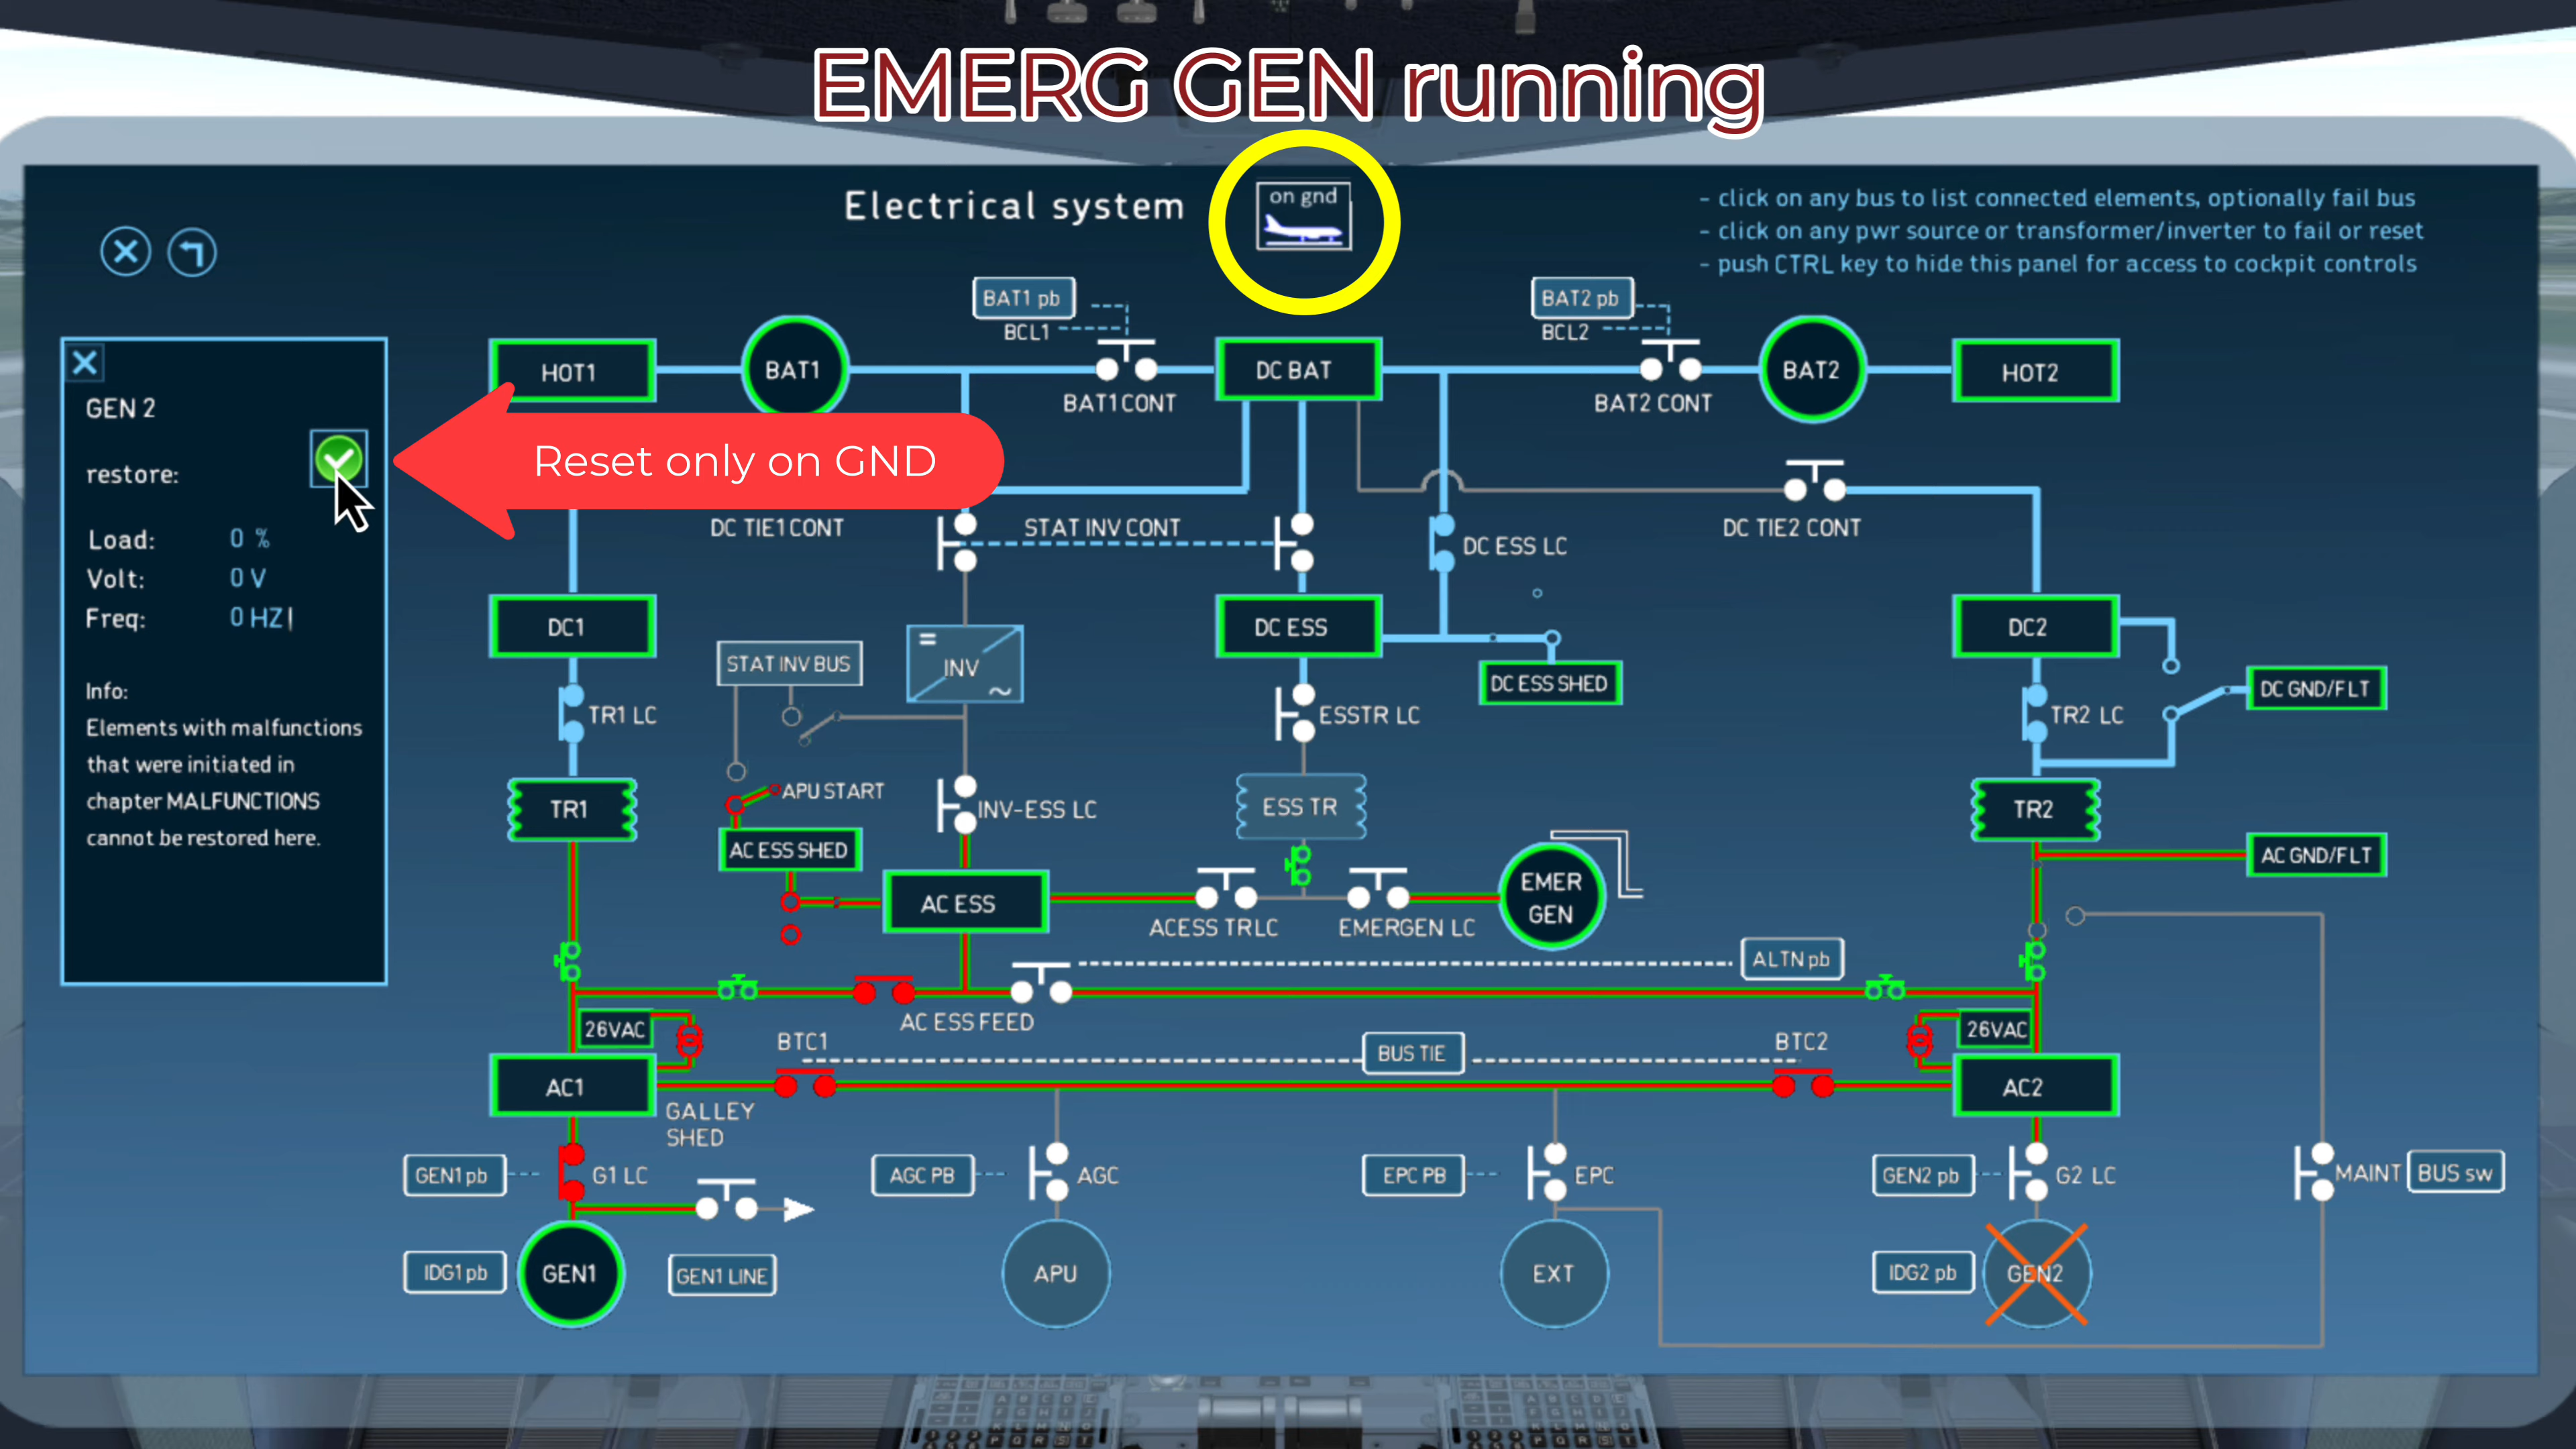 EMERG GEN running
Electrical system
on gnd
- click on any bus to list connected elements, optionally fail bus
- click on any pwr source or transformer/inverter to fail or reset
- push CTRL key to hide this panel for access to cockpit controls
GEN 2
restore:
Load: 0 %
Volt: 0 V
Freq: 0 HZ
Info:
Elements with malfunctions
that were initiated in
chapter MALFUNCTIONS
cannot be restored here.
Reset only on GND
BAT1 pb
BCL1
BAT2 pb
BCL2
HOT1
BAT1
BAT1 CONT
DC BAT
BAT2 CONT
BAT2
HOT2
DC TIE1 CONT
STAT INV CONT
DC ESS LC
DC TIE2 CONT
DC1
STAT INV BUS
INV
DC ESS
DC ESS SHED
DC2
DC GND/FLT
TR1 LC
ESSTR LC
TR2 LC
TR1
APU START
INV-ESS LC
ESS TR
TR2
AC ESS SHED
AC ESS
ACESS TRLC
EMERGEN LC
EMER
GEN
AC GND/FLT
ALTN pb
AC ESS FEED
26VAC
26VAC
BTC1
BUS TIE
BTC2
AC1
AC2
GALLEY
SHED
GEN1 pb
G1 LC
AGC PB
AGC
EPC PB
EPC
GEN2 pb
G2 LC
MAINT
BUS sw
IDG1 pb
GEN1
GEN1 LINE
APU
EXT
IDG2 pb
GEN2